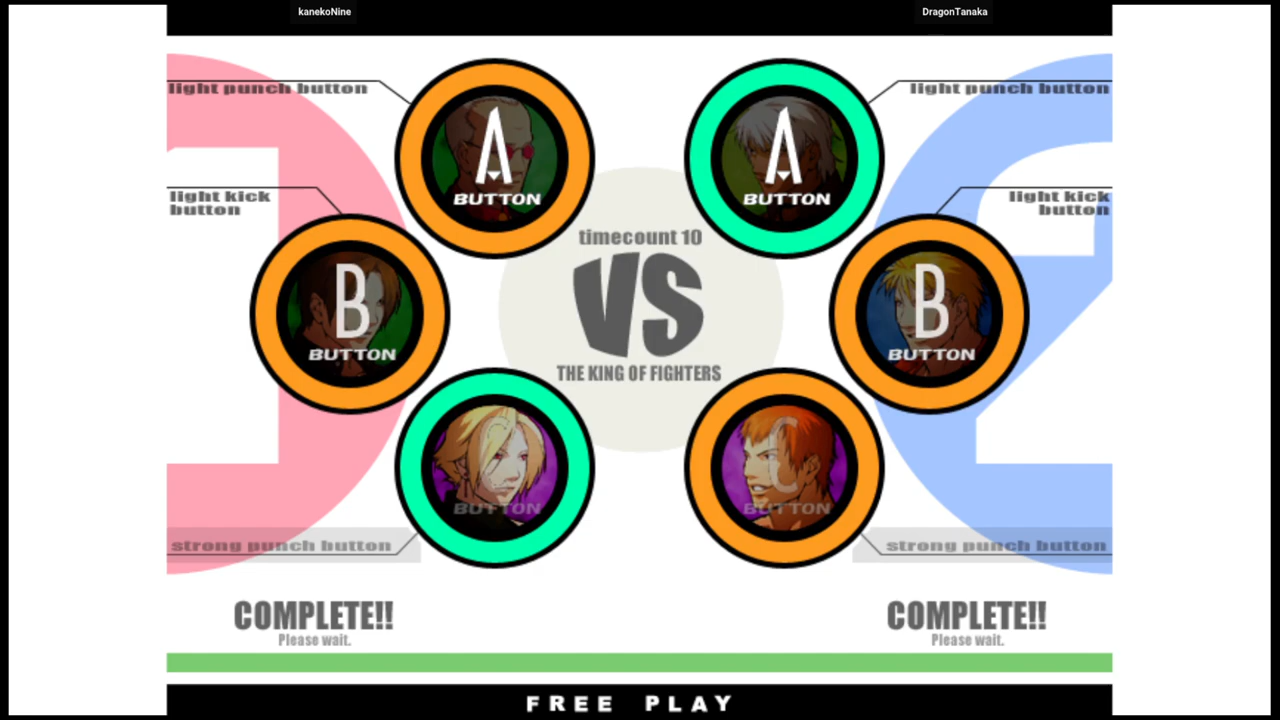 kanekoNine
DragonTanaka
light punch button
light punch button
A
BUTTON
A
BUTTON
light kick
button
light kick
button
timecount 10
VS
THE KING OF FIGHTERS
B
BUTTON
B
BUTTON
C
BUTTON
C
BUTTON
strong punch button
strong punch button
COMPLETE!!
Please wait.
COMPLETE!!
Please wait.
FREE PLAY